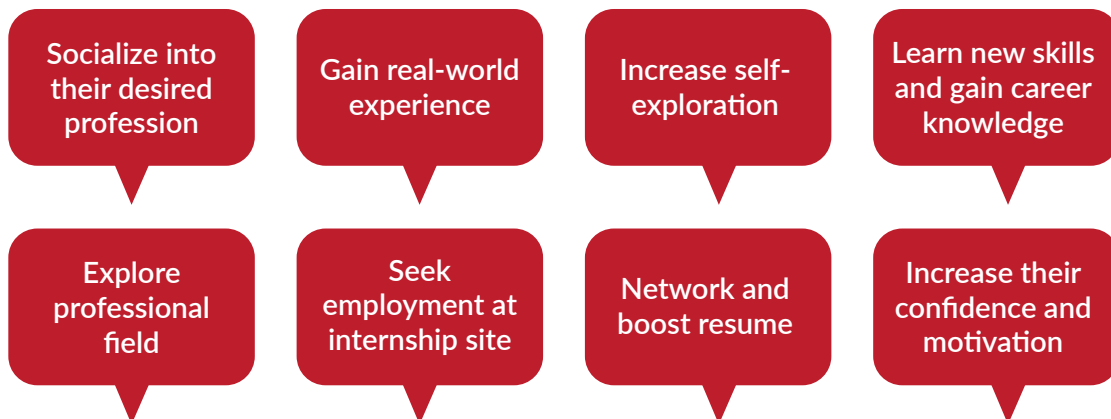 Socialize into
their desired
profession
Gain real-world
experience
Increase self-
exploration
Learn new skills
and gain career
knowledge
Explore
professional
field
Seek
employment at
internship site
Network and
boost resume
Increase their
confidence and
motivation